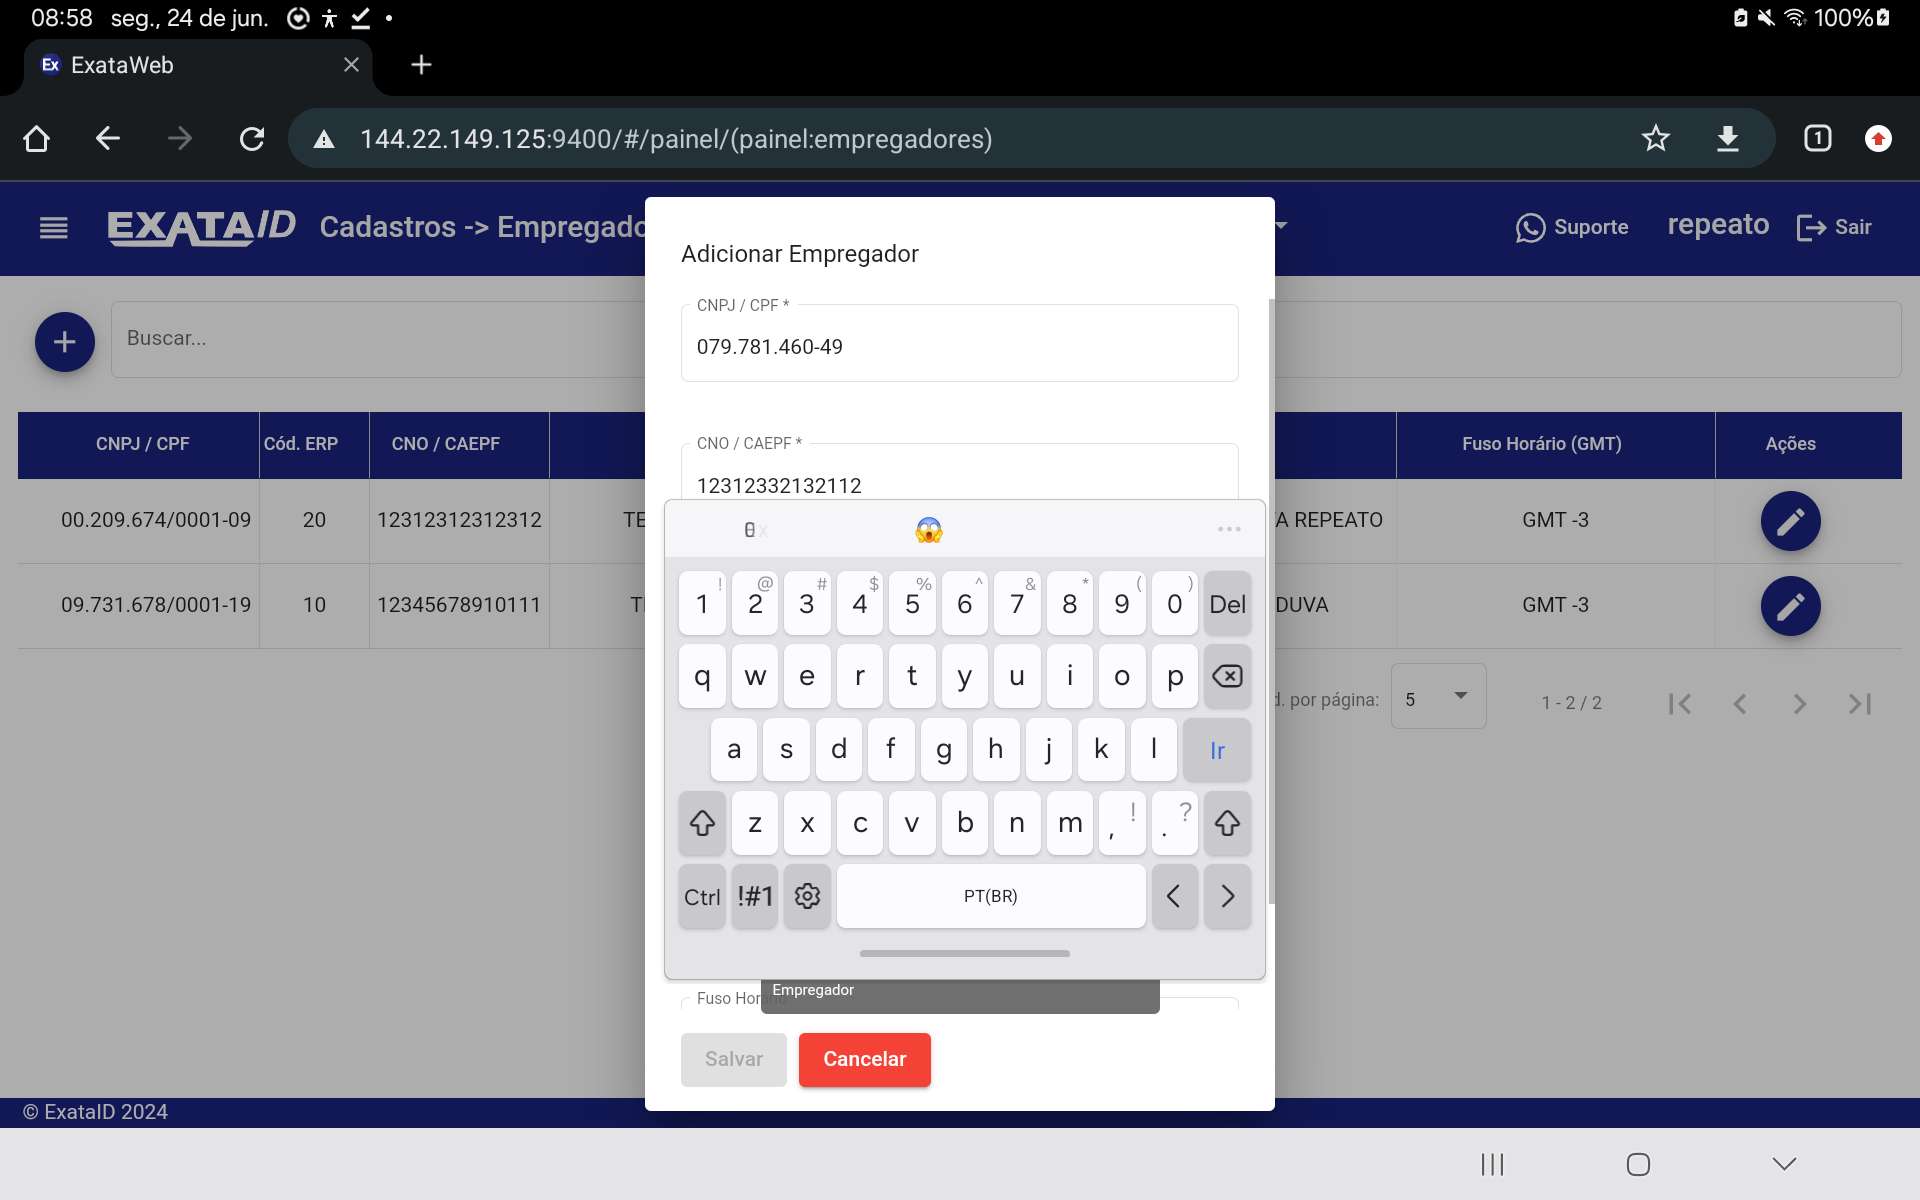 08:58 seg., 24 de jun.
100%
Ex ExataWeb
144.22.149.125:9400/#/painel/(painel:empregadores)
1
EXATA ID Cadastros -> Empregado
Suporte repeato Sair
Adicionar Empregador
CNPJ / CPF *
079.781.460-49
Buscar...
CNO / CAEPF *
12312332132112
CNPJ / CPF Cód. ERP CNO / CAEPF Fuso Horário (GMT) Ações
00.209.674/0001-09 20 12312312312312 TE A REPEATO GMT -3
09.731.678/0001-19 10 12345678910111 T DUVA GMT -3
. por página: 5 1 - 2 / 2
! @ # $ % ^ & * ( )
1 2 3 4 5 6 7 8 9 0 Del
q w e r t y u i o p
a s d f g h j k l Ir
z x c v b n m , ! . ?
Ctrl !#1 PT(BR)
Empregador
Fuso Hor
Salvar Cancelar
© ExataID 2024